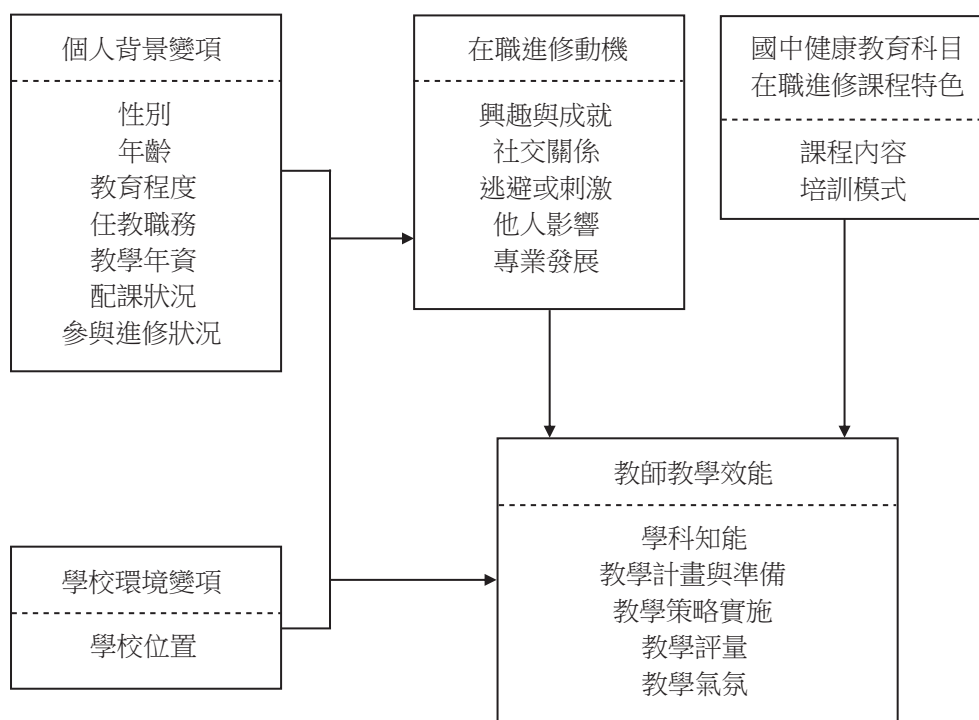 個人背景變項
性別
年齡
教育程度
任教職務
教學年資
配課狀況
參與進修狀況
在職進修動機
興趣與成就
社交關係
逃避或刺激
他人影響
專業發展
國中健康教育科目
在職進修課程特色
課程內容
培訓模式
學校環境變項
學校位置
教師教學效能
學科知能
教學計畫與準備
教學策略實施
教學評量
教學氣氛